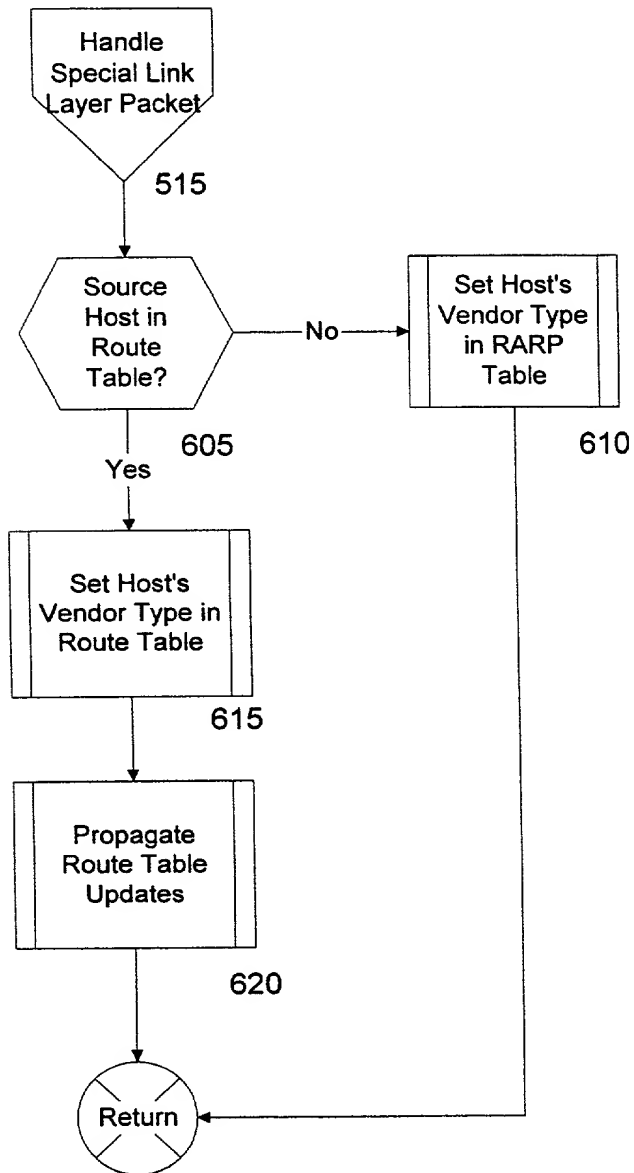 Handle
Special Link
Layer Packet
515
Source
Host in
Route
Table?
No
Set Host's
Vendor Type
in RARP
Table
605
610
Yes
Set Host's
Vendor Type in
Route Table
615
Propagate
Route Table
Updates
620
Return